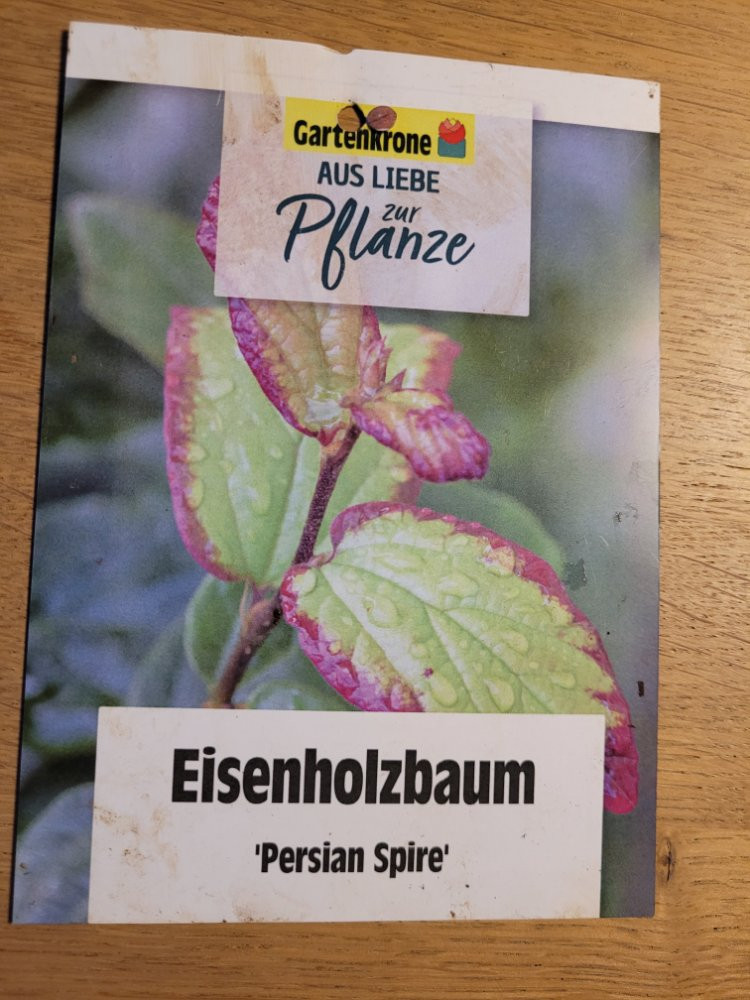 Gartenkrone
AUS LIEBE
zur
Pflanze
Eisenholzbaum
'Persian Spire'